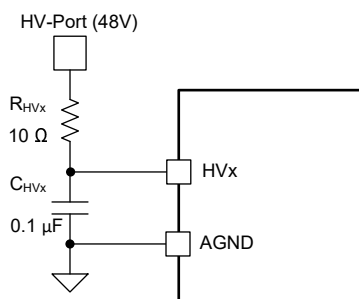 HV-Port (48V)
RHVx
10 Ω
HVx
CHVx
0.1 µF
AGND